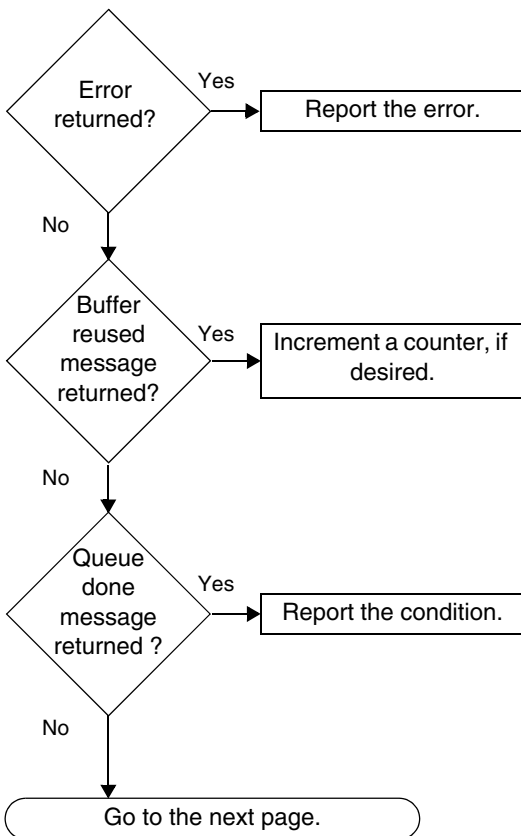 Error
returned?
Yes
Report the error.
No
Buffer
reused
message
returned?
Yes
Increment a counter, if
desired.
No
Queue
done
message
returned ?
Yes
Report the condition.
No
Go to the next page.